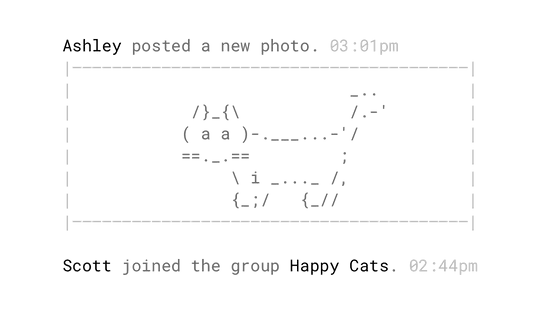 Ashley posted a new photo. 03:01pm
|-----------------------------------------|
_..
/}_{\ /.-'
( a a )-.___...-'/
==._.== ;
\ i _..._ /,
{_;/ {_//
|-----------------------------------------|
Scott joined the group Happy Cats. 02:44pm